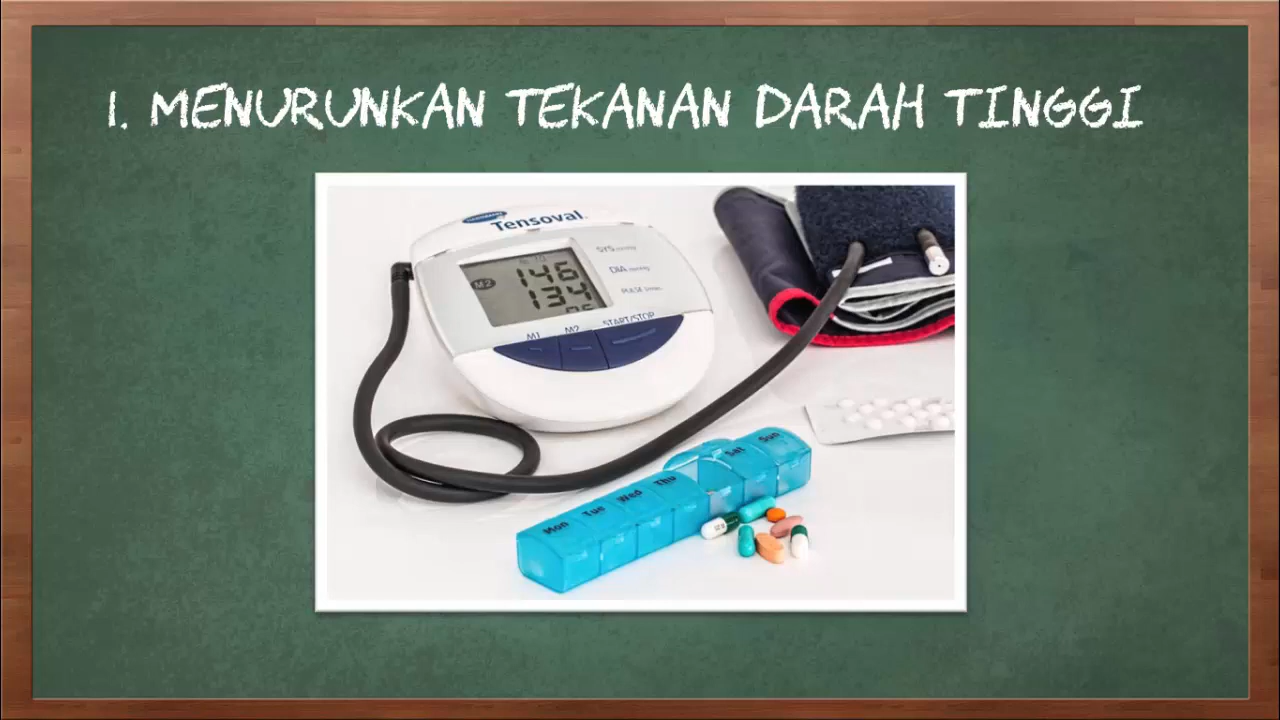 1. MENURUNKAN TEKANAN DARAH TINGGI
Tensoval
146
134
M2
SYS
DIA
PULSE
M1 M2 START/STOP
Mon Tue Wed Thu Sat Sun